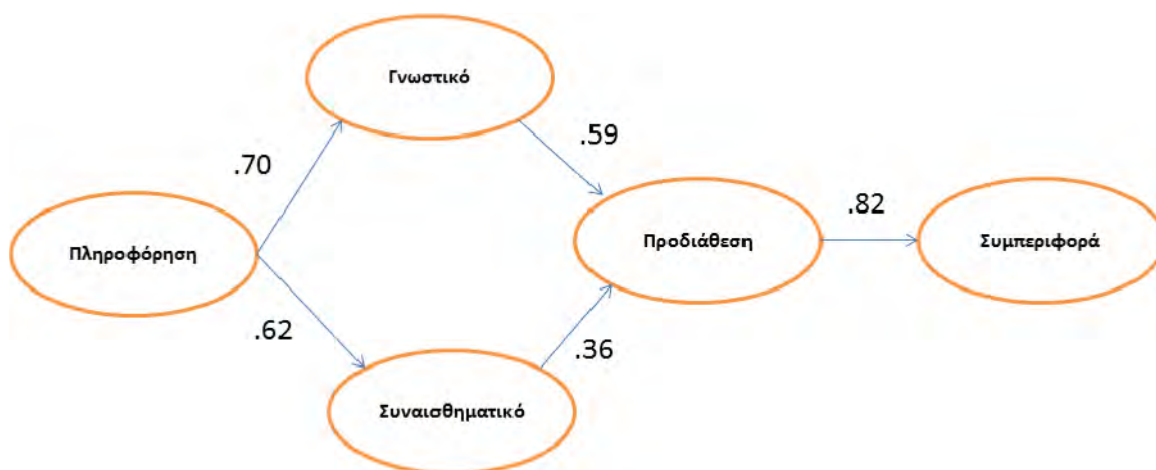 Γνωστικό
.59
.70
.82
Πληροφόρηση
Προδιάθεση
Συμπεριφορά
.62
.36
Συναισθηματικό